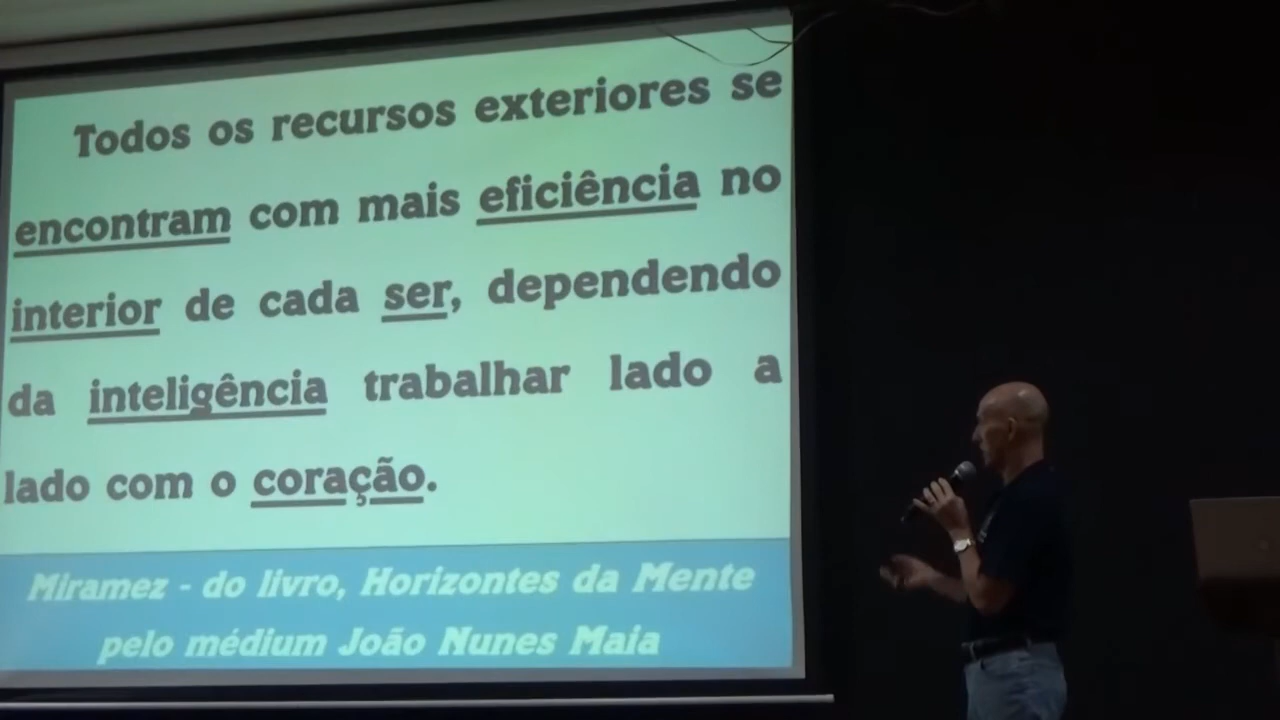 Todos os recursos exteriores se
encontram com mais eficiência no
interior de cada ser, dependendo
da inteligência trabalhar lado a
lado com o coração.
Miramez - do livro, Horizontes da Mente
pelo médium João Nunes Maia